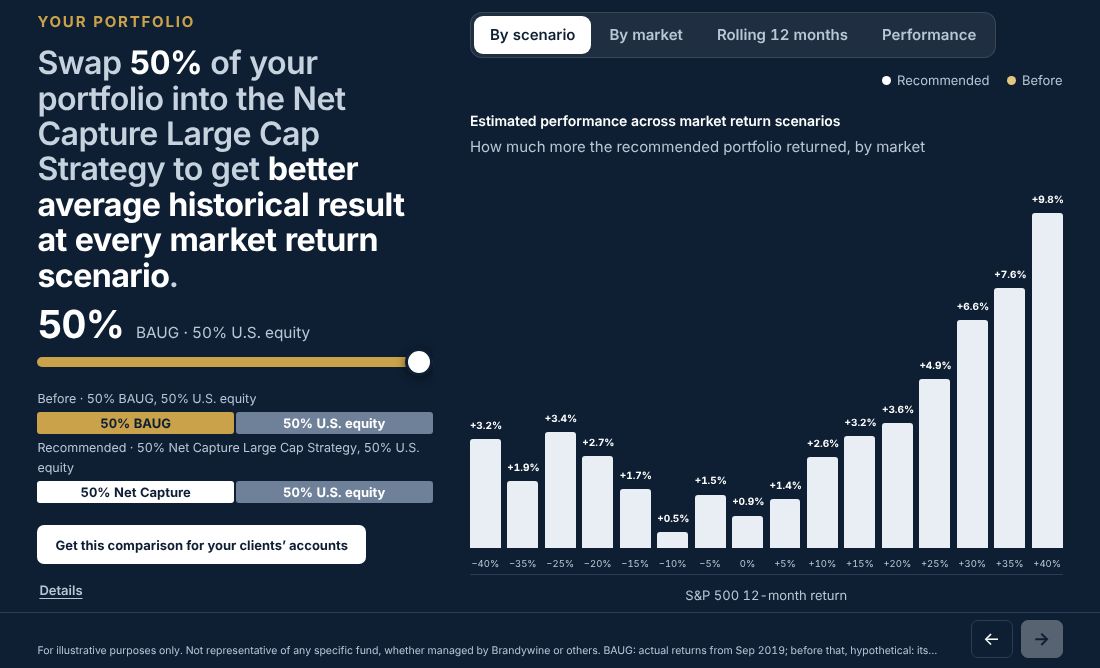 YOUR PORTFOLIO
Swap 50% of your
portfolio into the Net
Capture Large Cap
Strategy to get better
average historical result
at every market return
scenario.
50% BAUG · 50% U.S. equity
Before · 50% BAUG, 50% U.S. equity
50% BAUG 50% U.S. equity
Recommended · 50% Net Capture Large Cap Strategy, 50% U.S.
equity
50% Net Capture 50% U.S. equity
Get this comparison for your clients’ accounts
Details
By scenario By market Rolling 12 months Performance
Recommended Before
Estimated performance across market return scenarios
How much more the recommended portfolio returned, by market
+3.2% +1.9% +3.4% +2.7% +1.7% +0.5% +1.5% +0.9% +1.4% +2.6% +3.2% +3.6% +4.9% +6.6% +7.6% +9.8%
−40% −35% −25% −20% −15% −10% −5% 0% +5% +10% +15% +20% +25% +30% +35% +40%
S&P 500 12-month return
For illustrative purposes only. Not representative of any specific fund, whether managed by Brandywine or others. BAUG: actual returns from Sep 2019; before that, hypothetical: its…
← →